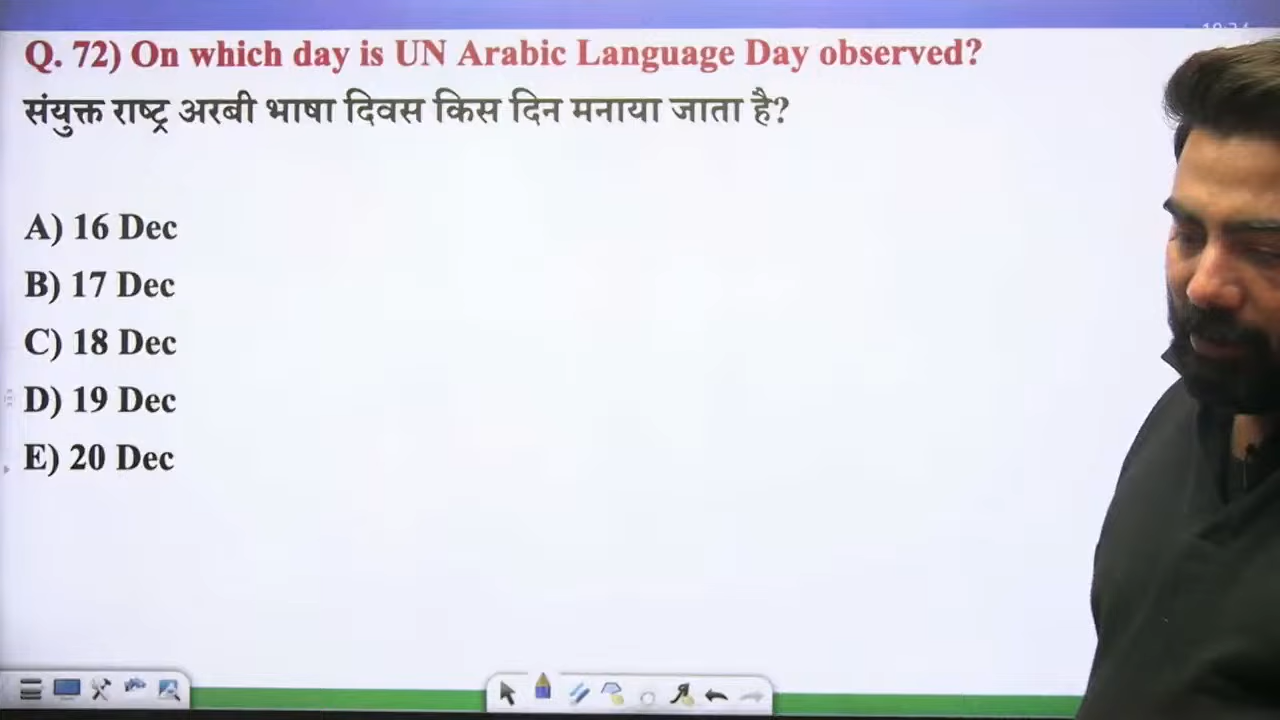 Q. 72) On which day is UN Arabic Language Day observed?
संयुक्त राष्ट्र अरबी भाषा दिवस किस दिन मनाया जाता है?
A) 16 Dec
B) 17 Dec
C) 18 Dec
D) 19 Dec
E) 20 Dec